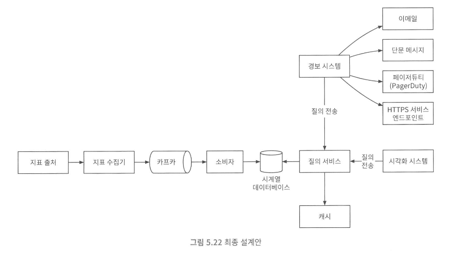 이메일
단문 메시지
경보 시스템
페이저듀티
(PagerDuty)
HTTPS 서비스
엔드포인트
질의 전송
지표 출처
지표 수집기
카프카
소비자
시계열
데이터베이스
질의 서비스
질의
전송
시각화 시스템
캐시
그림 5.22 최종 설계안